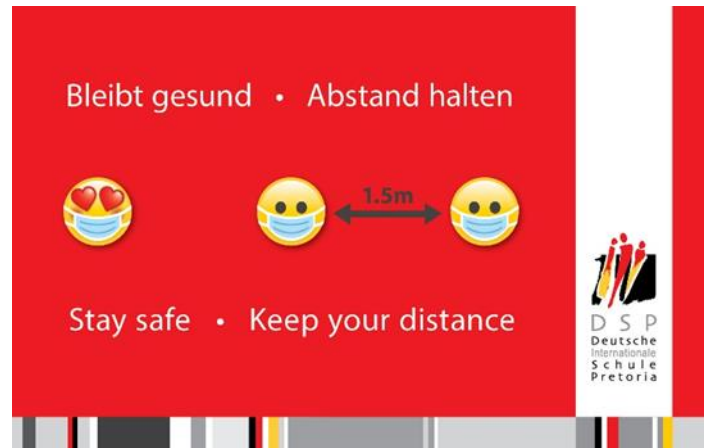 Bleibt gesund • Abstand halten
1.5m
Stay safe • Keep your distance
D S P
Deutsche
Internationale
Schule
Pretoria